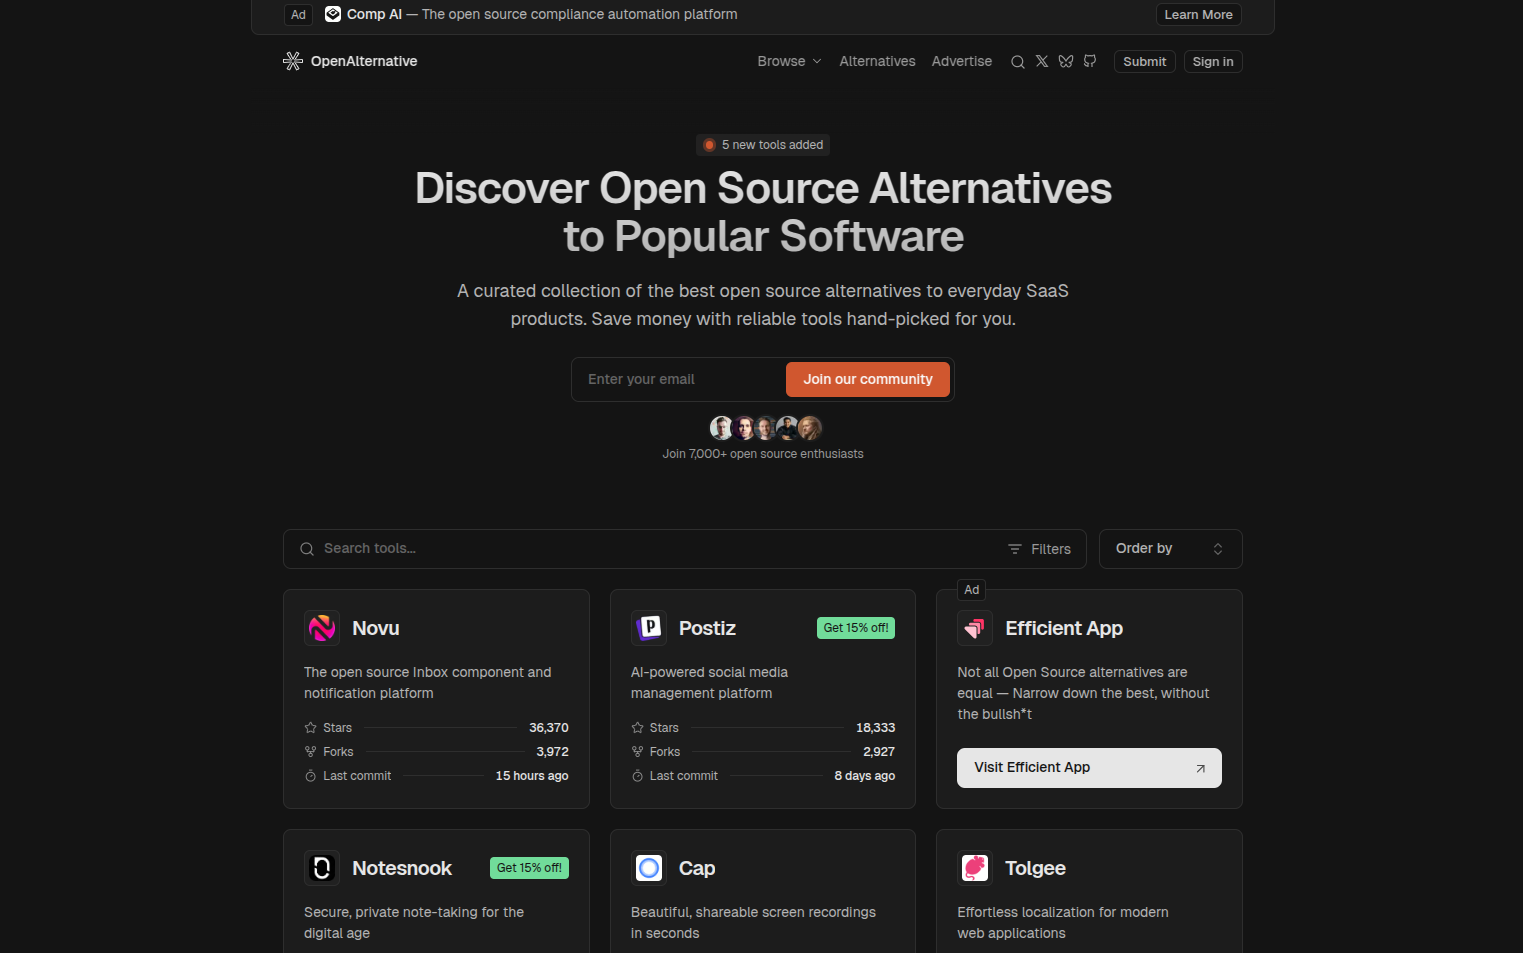 Ad Comp AI — The open source compliance automation platform Learn More
OpenAlternative Browse Alternatives Advertise Submit Sign in
5 new tools added
Discover Open Source Alternatives
to Popular Software
A curated collection of the best open source alternatives to everyday SaaS
products. Save money with reliable tools hand-picked for you.
Enter your email Join our community
Join 7,000+ open source enthusiasts
Search tools... Filters Order by
Novu
The open source Inbox component and
notification platform
Stars 36,370
Forks 3,972
Last commit 15 hours ago
Postiz Get 15% off!
AI-powered social media
management platform
Stars 18,333
Forks 2,927
Last commit 8 days ago
Ad
Efficient App
Not all Open Source alternatives are
equal — Narrow down the best, without
the bullsh*t
Visit Efficient App
Notesnook Get 15% off!
Secure, private note-taking for the
digital age
Cap
Beautiful, shareable screen recordings
in seconds
Tolgee
Effortless localization for modern
web applications